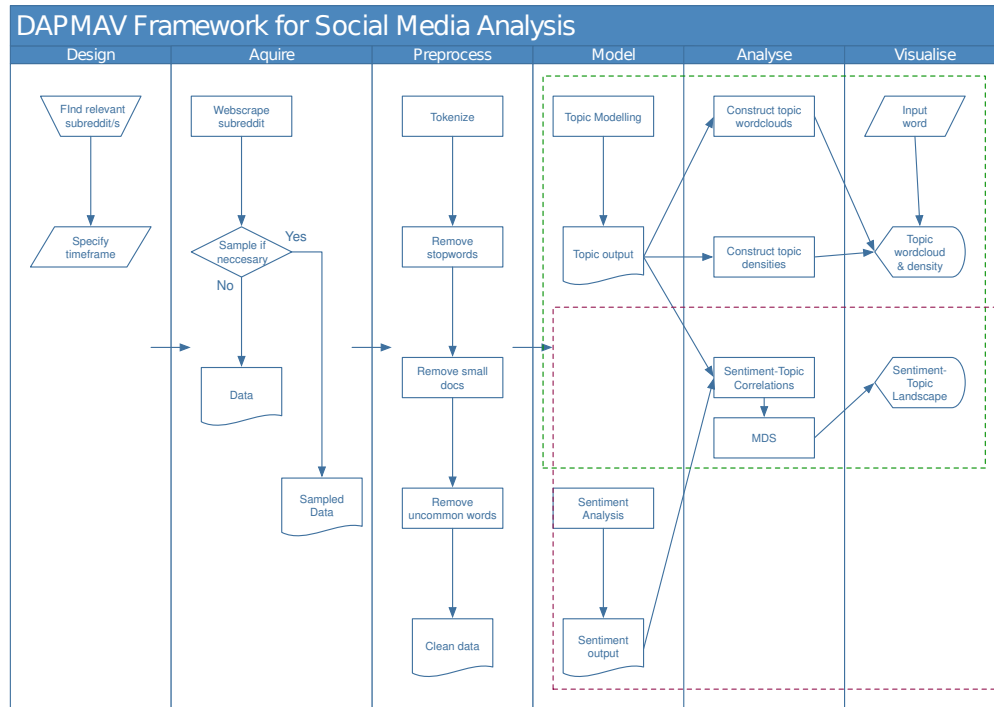 DAPMAV Framework for Social Media Analysis
Design
Aquire
Preprocess
Model
Analyse
Visualise
FInd relevant
subreddit/s
Specify
timeframe
Webscrape
subreddit
Sample if
neccesary
Yes
No
Data
Sampled
Data
Tokenize
Remove
stopwords
Remove small
docs
Remove
uncommon words
Clean data
Topic Modelling
Topic output
Sentiment
Analysis
Sentiment
output
Construct topic
wordclouds
Construct topic
densities
Sentiment-Topic
Correlations
MDS
Input
word
Topic
wordcloud
& density
Sentiment-
Topic
Landscape